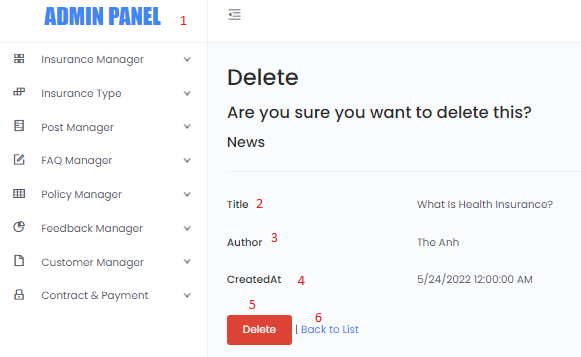 ADMIN PANEL 1
Insurance Manager
Insurance Type
Post Manager
FAQ Manager
Policy Manager
Feedback Manager
Customer Manager
Contract & Payment
Delete
Are you sure you want to delete this?
News
Title 2 What Is Health Insurance?
Author 3 The Anh
CreatedAt 4 5/24/2022 12:00:00 AM
5 6
Delete | Back to List